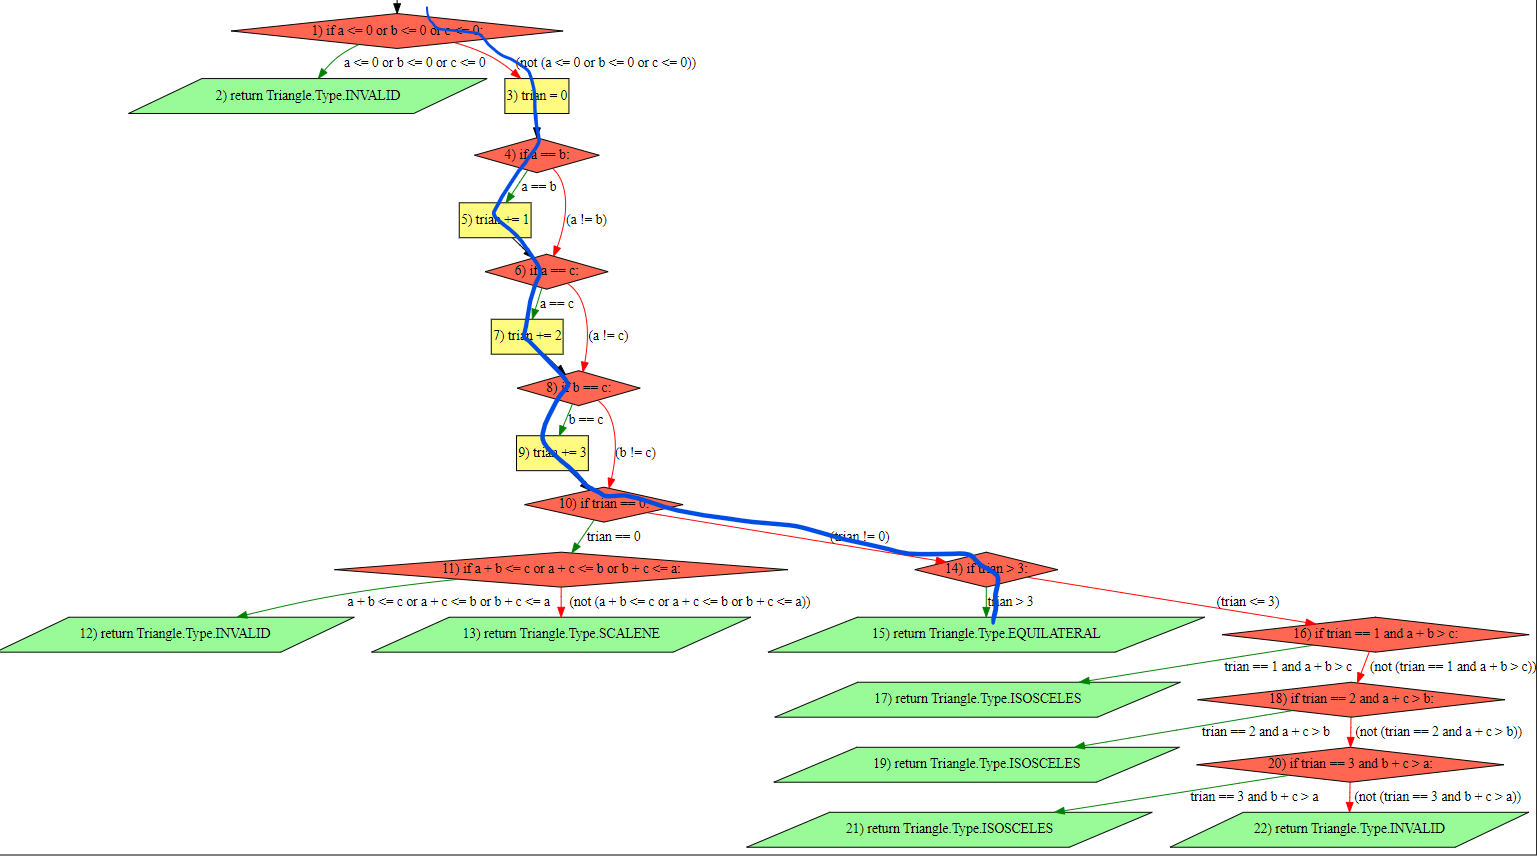 1) if a <= 0 or b <= 0 or c <= 0:
a <= 0 or b <= 0 or c <= 0
(not (a <= 0 or b <= 0 or c <= 0))
2) return Triangle.Type.INVALID
3) trian = 0
4) if a == b:
a == b
5) trian += 1
(a != b)
6) if a == c:
a == c
7) trian += 2
(a != c)
8) if b == c:
b == c
9) trian += 3
(b != c)
10) if trian == 0:
trian == 0
(trian != 0)
11) if a + b <= c or a + c <= b or b + c <= a:
14) if trian > 3:
a + b <= c or a + c <= b or b + c <= a
(not (a + b <= c or a + c <= b or b + c <= a))
trian > 3
(trian <= 3)
12) return Triangle.Type.INVALID
13) return Triangle.Type.SCALENE
15) return Triangle.Type.EQUILATERAL
16) if trian == 1 and a + b > c:
trian == 1 and a + b > c
(not (trian == 1 and a + b > c))
17) return Triangle.Type.ISOSCELES
18) if trian == 2 and a + c > b:
trian == 2 and a + c > b
(not (trian == 2 and a + c > b))
19) return Triangle.Type.ISOSCELES
20) if trian == 3 and b + c > a:
trian == 3 and b + c > a
(not (trian == 3 and b + c > a))
21) return Triangle.Type.ISOSCELES
22) return Triangle.Type.INVALID